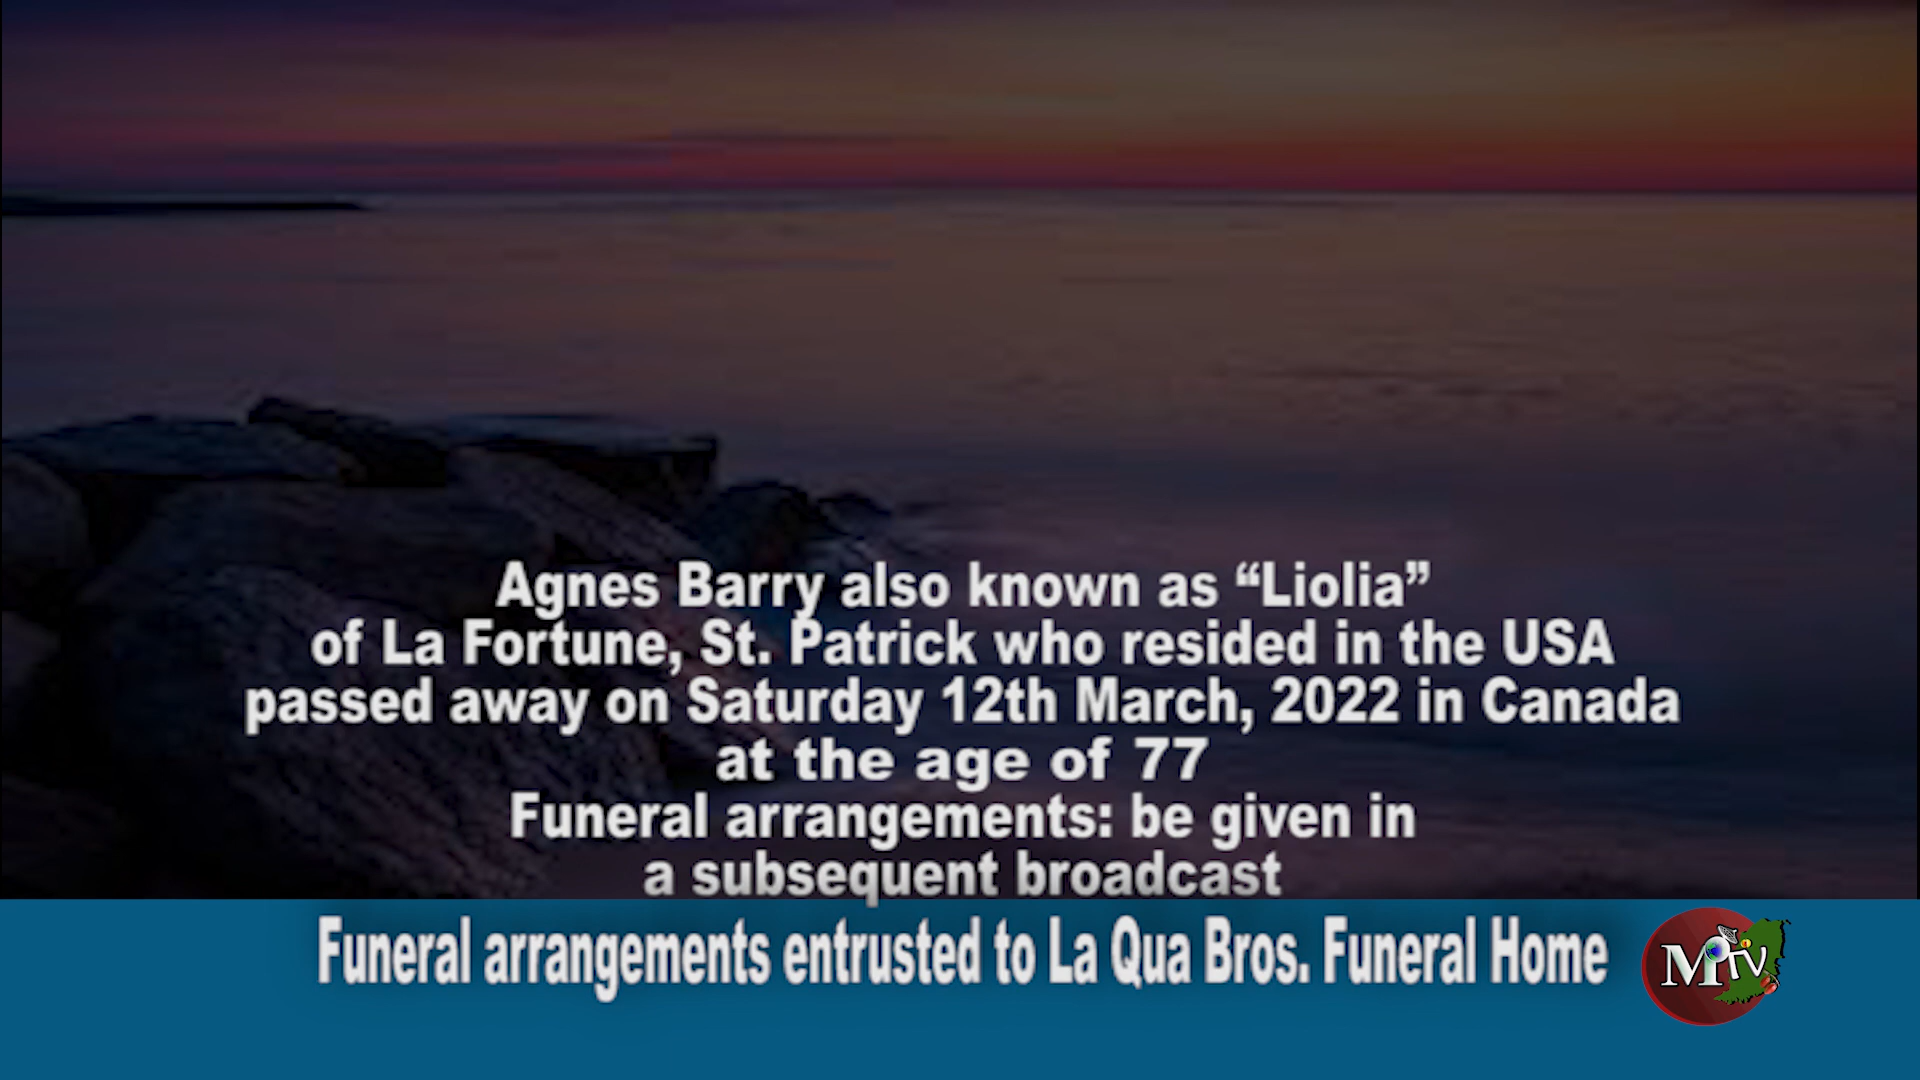 Agnes Barry also known as “Liolia”
of La Fortune, St. Patrick who resided in the USA
passed away on Saturday 12th March, 2022 in Canada
at the age of 77
Funeral arrangements: be given in
a subsequent broadcast
Funeral arrangements entrusted to La Qua Bros. Funeral Home
MTV